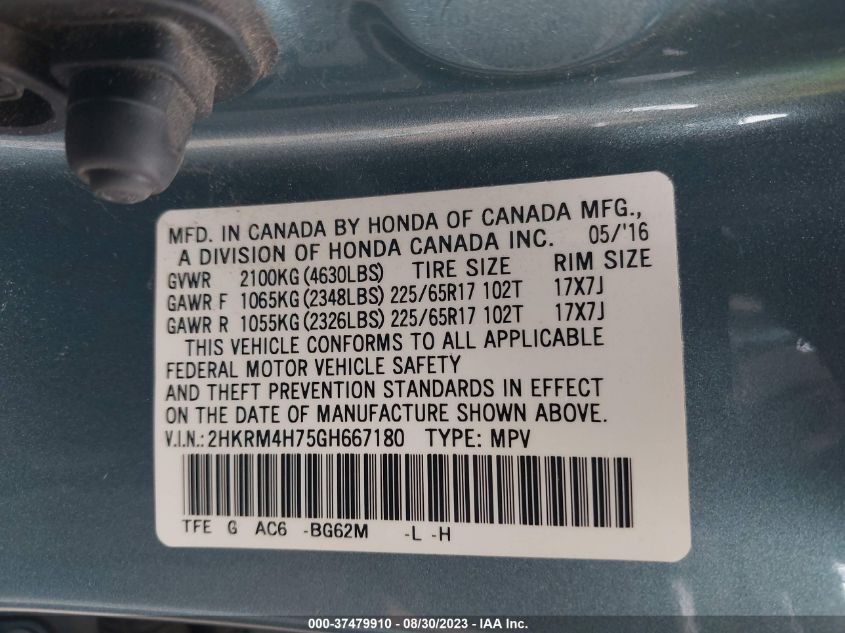 MFD. IN CANADA BY HONDA OF CANADA MFG.,
A DIVISION OF HONDA CANADA INC. 05/'16
GVWR 2100KG (4630LBS) TIRE SIZE RIM SIZE
GAWR F 1065KG (2348LBS) 225/65R17 102T 17X7J
GAWR R 1055KG (2326LBS) 225/65R17 102T 17X7J
THIS VEHICLE CONFORMS TO ALL APPLICABLE
FEDERAL MOTOR VEHICLE SAFETY
AND THEFT PREVENTION STANDARDS IN EFFECT
ON THE DATE OF MANUFACTURE SHOWN ABOVE.
V.I.N.: 2HKRM4H75GH667180 TYPE: MPV
TFE G AC6 -BG62M -L -H
000-37479910 - 08/30/2023 - IAA Inc.